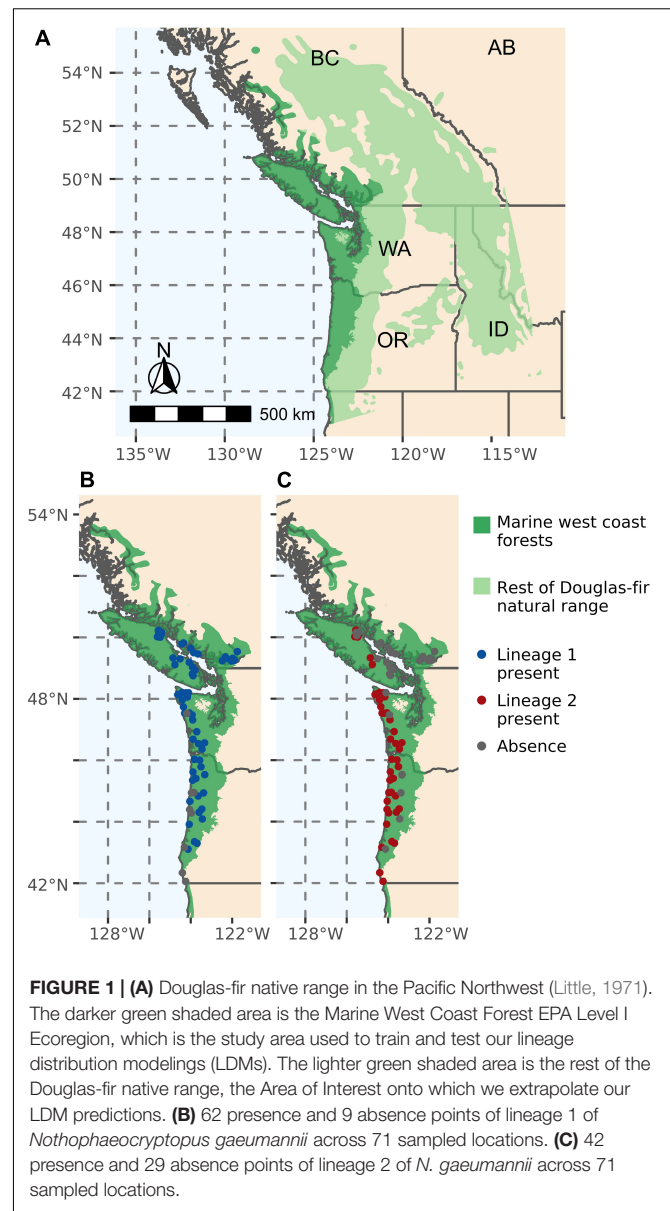 A
BC
AB
54°N
52°N
50°N
48°N
WA
46°N
44°N
OR
ID
N
42°N
500 km
135°W 130°W 125°W 120°W 115°W
B
C
54°N
48°N
42°N
128°W 122°W
128°W 122°W
Marine west coast
forests
Rest of Douglas-fir
natural range
Lineage 1
present
Lineage 2
present
Absence
FIGURE 1 | (A) Douglas-fir native range in the Pacific Northwest (Little, 1971).
The darker green shaded area is the Marine West Coast Forest EPA Level I
Ecoregion, which is the study area used to train and test our lineage
distribution modelings (LDMs). The lighter green shaded area is the rest of the
Douglas-fir native range, the Area of Interest onto which we extrapolate our
LDM predictions. (B) 62 presence and 9 absence points of lineage 1 of
Nothophaeocryptopus gaeumannii across 71 sampled locations. (C) 42
presence and 29 absence points of lineage 2 of N. gaeumannii across 71
sampled locations.